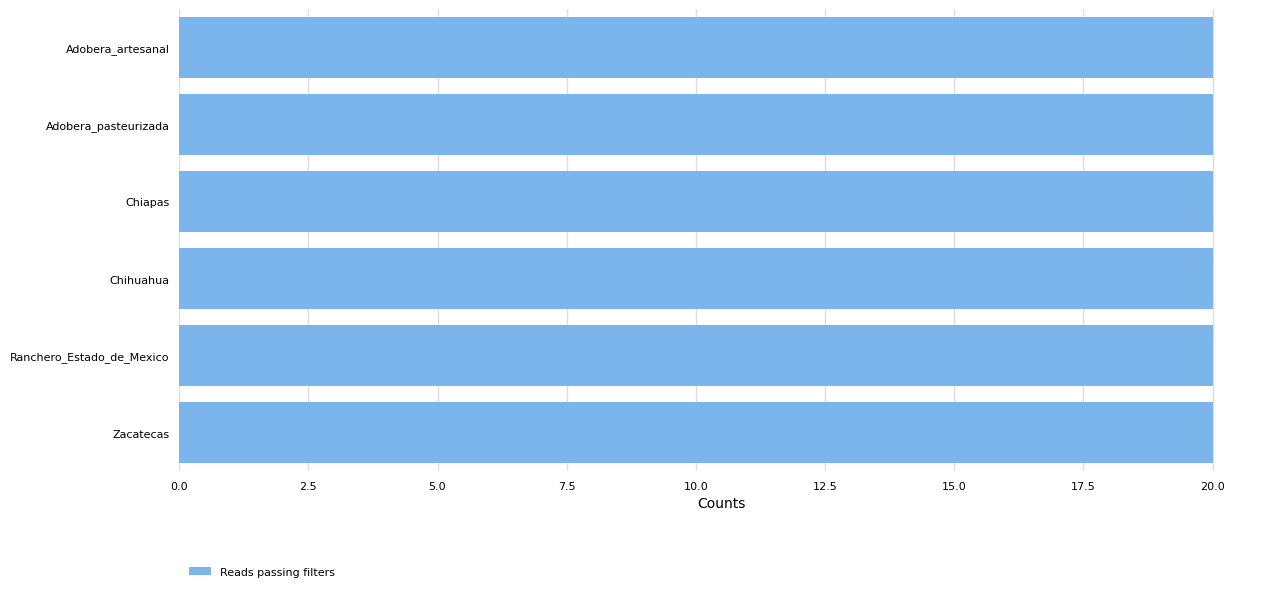 Adobera_artesanal
Adobera_pasteurizada
Chiapas
Chihuahua
Ranchero_Estado_de_Mexico
Zacatecas
0.0 2.5 5.0 7.5 10.0 12.5 15.0 17.5 20.0
Counts
Reads passing filters